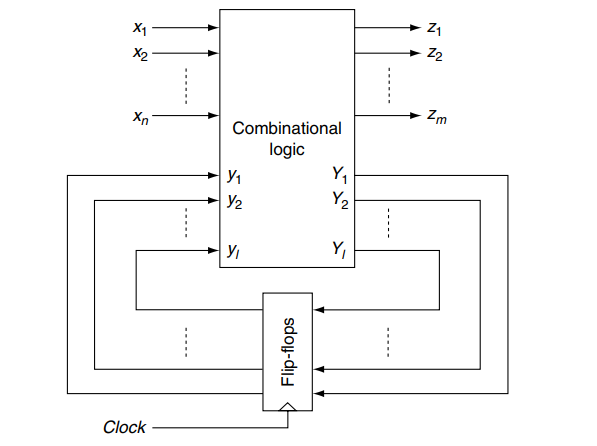 x₁
z₁
x₂
z₂
xₙ
zₘ
Combinational
logic
y₁
Y₁
y₂
Y₂
yₗ
Yₗ
Flip-flops
Clock